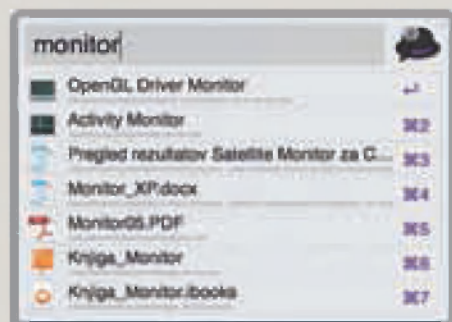 monitor
OpenGL Driver Monitor ↩
Activity Monitor ⌘2
Pregled rezultatov Satellite Monitor za C... ⌘3
Monitor_XP.docx ⌘4
Monitor05.PDF ⌘5
Knjiga_Monitor ⌘6
Knjiga_Monitor.ibooks ⌘7